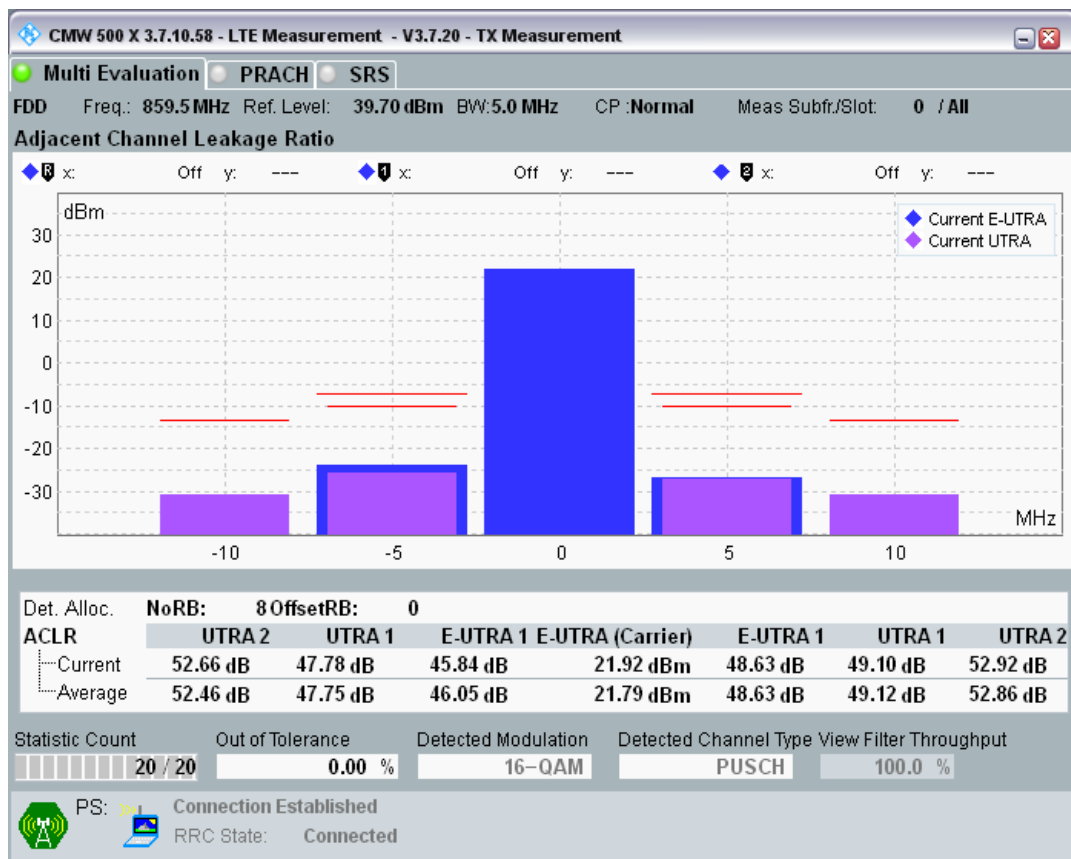 CMW 500 X 3.7.10.58 - LTE Measurement - V3.7.20 - TX Measurement
Multi Evaluation PRACH SRS
FDD Freq.: 859.5 MHz Ref. Level: 39.70 dBm BW:5.0 MHz CP :Normal Meas Subfr./Slot: 0 / All
Adjacent Channel Leakage Ratio
R x: Off y: --- 1 x: Off y: --- 2 x: Off y: ---
dBm
Current E-UTRA
Current UTRA
30
20
10
0
-10
-20
-30
MHz
-10 -5 0 5 10
Det. Alloc. NoRB: 8 OffsetRB: 0
ACLR UTRA 2 UTRA 1 E-UTRA 1 E-UTRA (Carrier) E-UTRA 1 UTRA 1 UTRA 2
Current 52.66 dB 47.78 dB 45.84 dB 21.92 dBm 48.63 dB 49.10 dB 52.92 dB
Average 52.46 dB 47.75 dB 46.05 dB 21.79 dBm 48.63 dB 49.12 dB 52.86 dB
Statistic Count Out of Tolerance Detected Modulation Detected Channel Type View Filter Throughput
20 / 20 0.00 % 16-QAM PUSCH 100.0 %
PS: Connection Established
RRC State: Connected